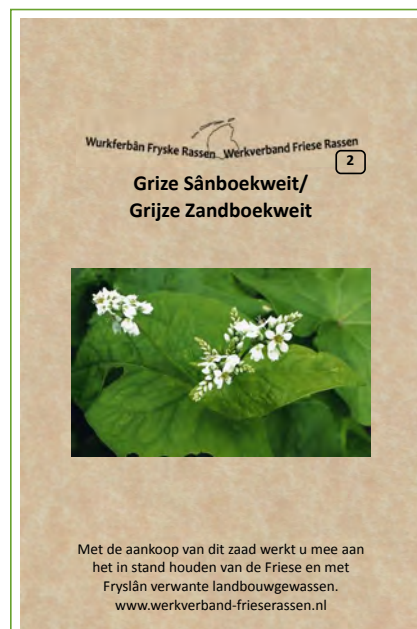 Wurkferbân Fryske Rassen Werkverband Friese Rassen
2
Grize Sânboekweit/
Grijze Zandboekweit
Met de aankoop van dit zaad werkt u mee aan
het in stand houden van de Friese en met
Fryslân verwante landbouwgewassen.
www.werkverband-frieserassen.nl